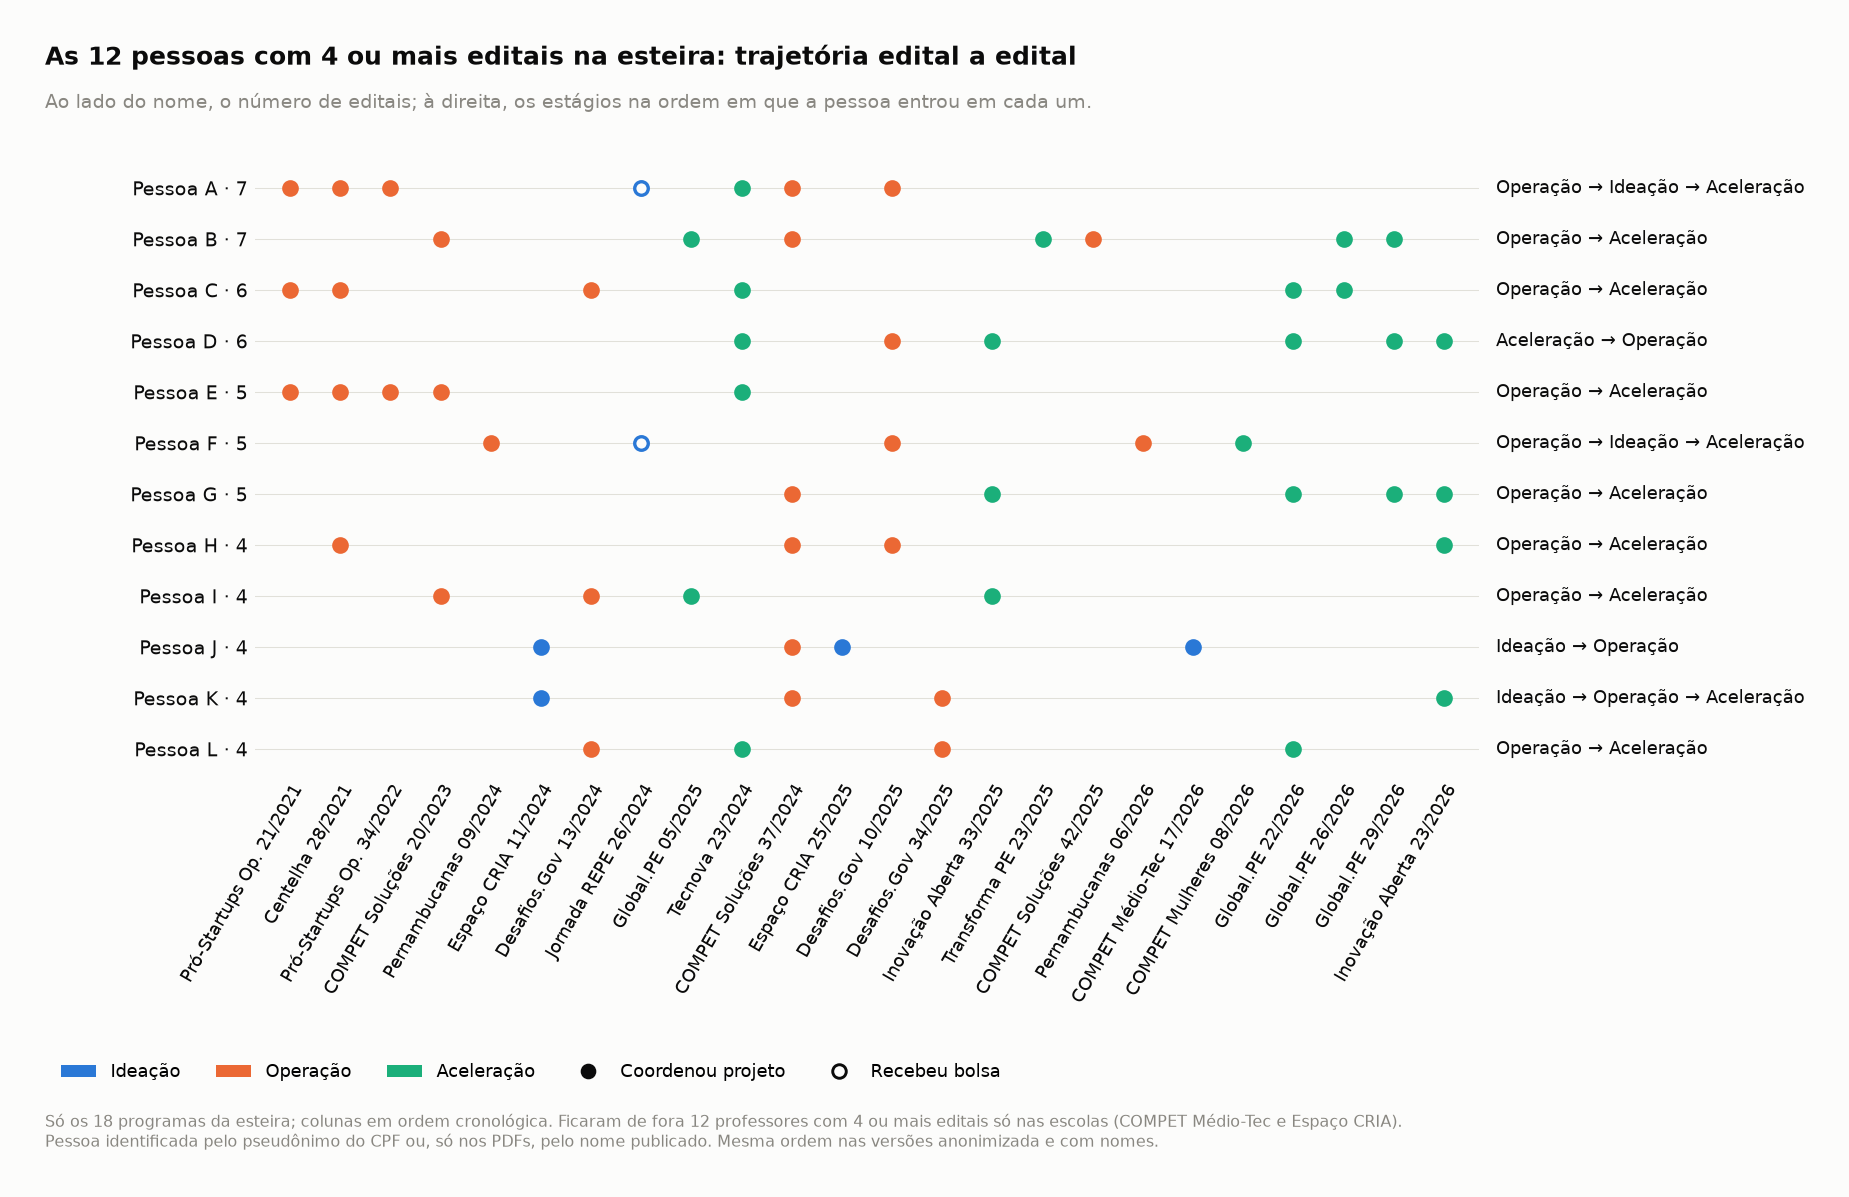 As 12 pessoas com 4 ou mais editais na esteira: trajetória edital a edital
Ao lado do nome, o número de editais; à direita, os estágios na ordem em que a pessoa entrou em cada um.
Pessoa A · 7 Operação → Ideação → Aceleração
Pessoa B · 7 Operação → Aceleração
Pessoa C · 6 Operação → Aceleração
Pessoa D · 6 Aceleração → Operação
Pessoa E · 5 Operação → Aceleração
Pessoa F · 5 Operação → Ideação → Aceleração
Pessoa G · 5 Operação → Aceleração
Pessoa H · 4 Operação → Aceleração
Pessoa I · 4 Operação → Aceleração
Pessoa J · 4 Ideação → Operação
Pessoa K · 4 Ideação → Operação → Aceleração
Pessoa L · 4 Operação → Aceleração
Pró-Startups Op. 21/2021
Centelha 28/2021
Pró-Startups Op. 34/2022
COMPET Soluções 20/2023
Pernambucanas 09/2024
Espaço CRIA 11/2024
Desafios.Gov 13/2024
Jornada REPE 26/2024
Global.PE 05/2025
Tecnova 23/2024
COMPET Soluções 37/2024
Espaço CRIA 25/2025
Desafios.Gov 10/2025
Desafios.Gov 34/2025
Inovação Aberta 33/2025
Transforma PE 23/2025
COMPET Soluções 42/2025
Pernambucanas 06/2026
COMPET Médio-Tec 17/2026
COMPET Mulheres 08/2026
Global.PE 22/2026
Global.PE 26/2026
Global.PE 29/2026
Inovação Aberta 23/2026
Ideação Operação Aceleração Coordenou projeto Recebeu bolsa
Só os 18 programas da esteira; colunas em ordem cronológica. Ficaram de fora 12 professores com 4 ou mais editais só nas escolas (COMPET Médio-Tec e Espaço CRIA).
Pessoa identificada pelo pseudônimo do CPF ou, só nos PDFs, pelo nome publicado. Mesma ordem nas versões anonimizada e com nomes.